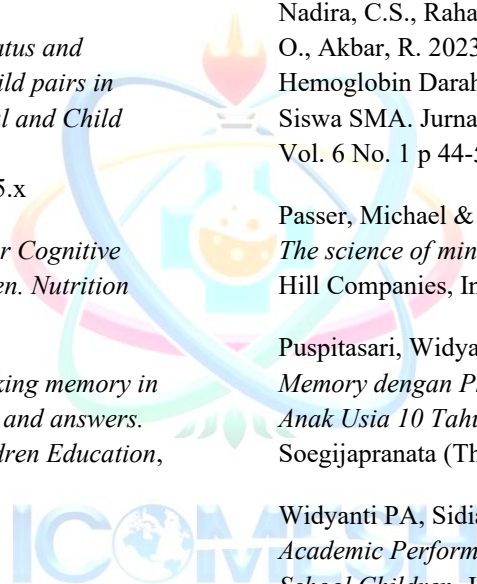 atus and
ild pairs in
l and Child
5.x
r Cognitive
en. Nutrition
king memory in
and answers.
dren Education,
Nadira, C.S., Raha
O., Akbar, R. 2023
Hemoglobin Darah
Siswa SMA. Jurna
Vol. 6 No. 1 p 44-5
Passer, Michael &
The science of min
Hill Companies, In
Puspitasari, Widya
Memory dengan P
Anak Usia 10 Tahu
Soegijapranata (Th
Widyanti PA, Sidia
Academic Perform
School Children. J
ICOMESH